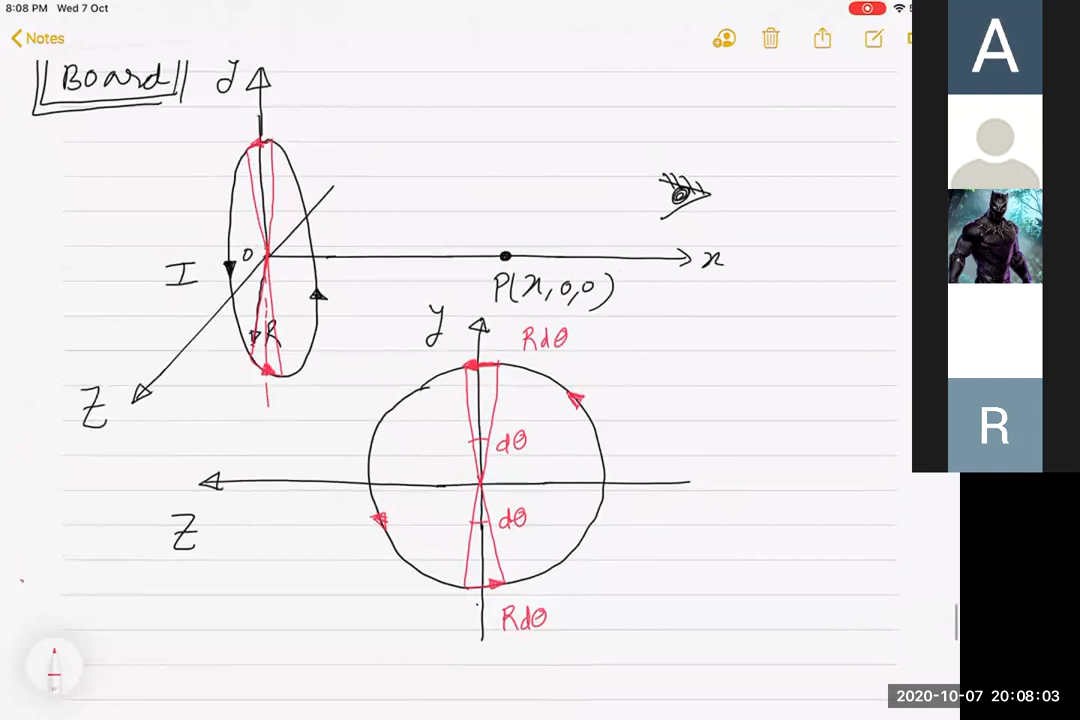 8:08 PM Wed 7 Oct
Notes
A
||Board||
y
O
x
I
R
P(x,0,0)
Z
y
Rdθ
dθ
dθ
Z
Rdθ
R
2020-10-07 20:08:03